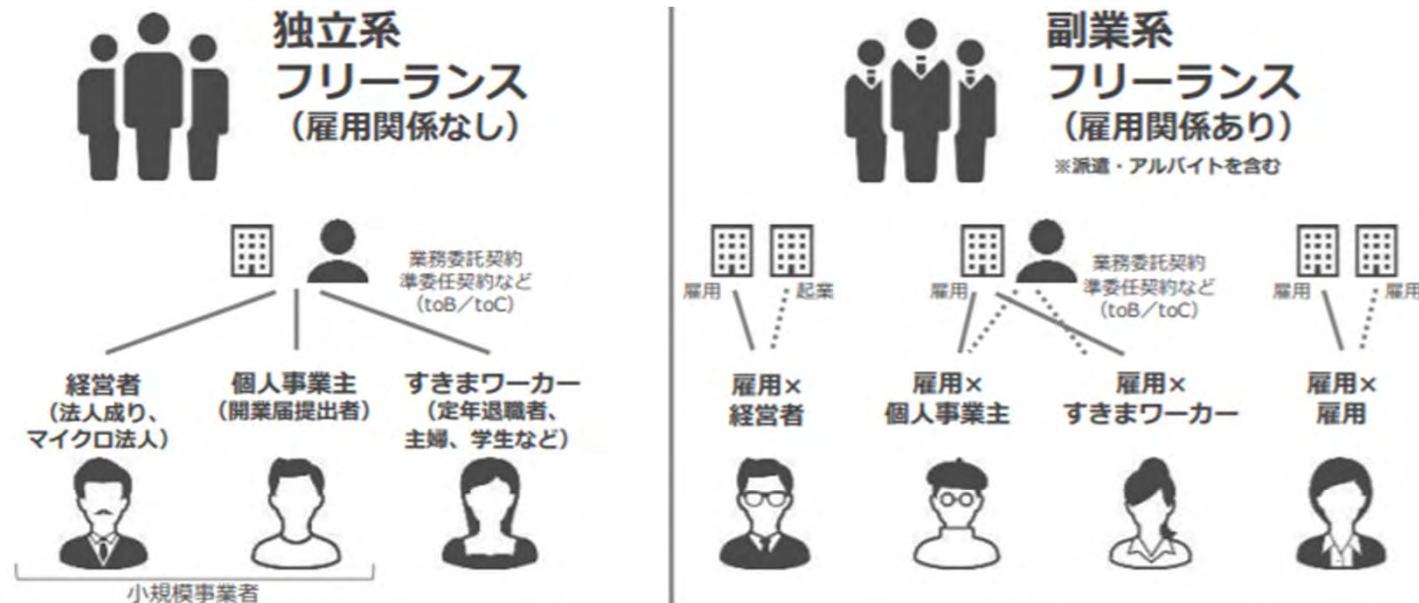 独立系
フリーランス
（雇用関係なし）
業務委託契約
準委任契約など
（toB／toC）
経営者
（法人成り、
マイクロ法人）
個人事業主
（開業届提出者）
すきまワーカー
（定年退職者、
主婦、学生など）
小規模事業者
副業系
フリーランス
（雇用関係あり）
※派遣・アルバイトを含む
雇用
起業
雇用
業務委託契約
準委任契約など
（toB／toC）
雇用
雇用
雇用×
経営者
雇用×
個人事業主
雇用×
すきまワーカー
雇用×
雇用